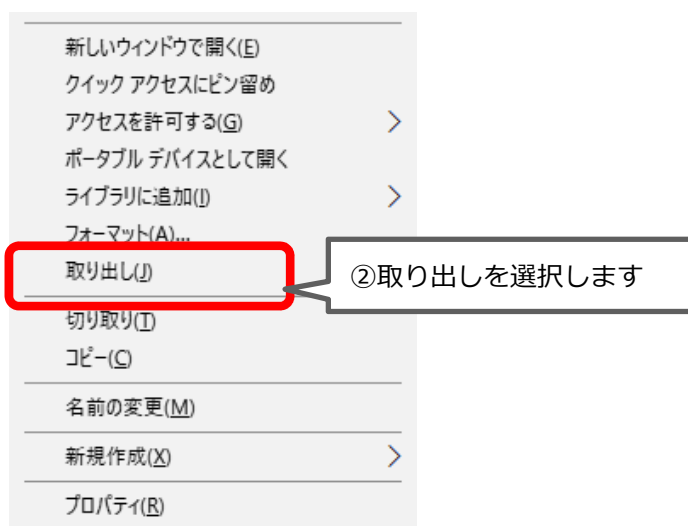 新しいウィンドウで開く(E)
クイック アクセスにピン留め
アクセスを許可する(G)
ポータブル デバイスとして開く
ライブラリに追加(I)
フォーマット(A)...
取り出し(J)
②取り出しを選択します
切り取り(T)
コピー(C)
名前の変更(M)
新規作成(X)
プロパティ(R)